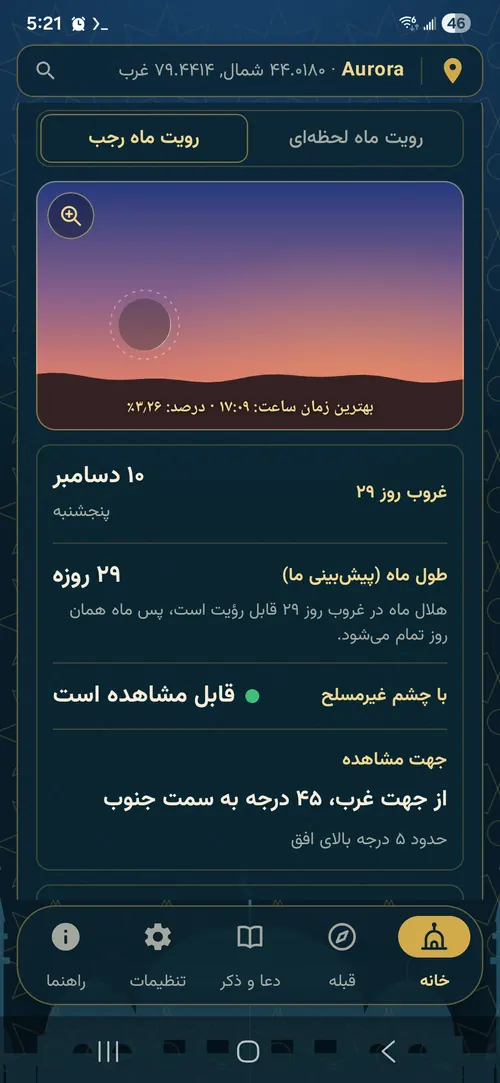 5:21
46
Aurora · ۴۴.۰۱۸۰ شمال, ۷۹.۴۴۱۴ غرب
رویت ماه لحظه‌ای
رویت ماه رجب
بهترین زمان ساعت: ۱۷:۰۹ · درصد: ۳٫۲۶٪
غروب روز ۲۹
۱۰ دسامبر
پنجشنبه
طول ماه (پیش‌بینی ما)
۲۹ روزه
هلال ماه در غروب روز ۲۹ قابل رؤیت است، پس ماه همان
روز تمام می‌شود.
با چشم غیرمسلح
قابل مشاهده است
جهت مشاهده
از جهت غرب، ۴۵ درجه به سمت جنوب
حدود ۵ درجه بالای افق
خانه
قبله
دعا و ذکر
تنظیمات
راهنما